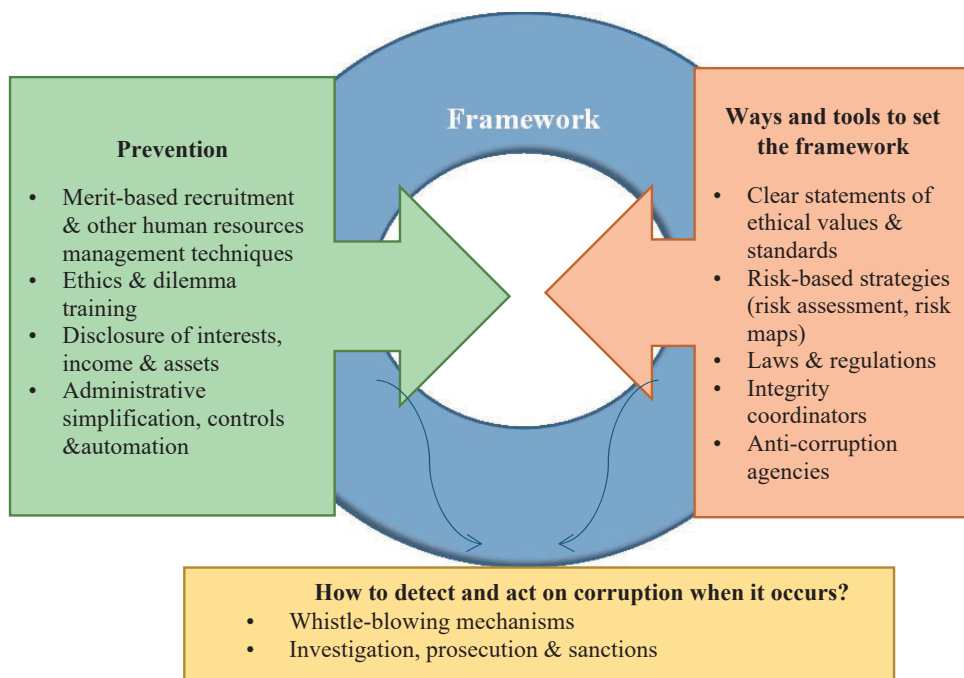 Framework
Prevention
• Merit-based recruitment
& other human resources
management techniques
• Ethics & dilemma
training
• Disclosure of interests,
income & assets
• Administrative
simplification, controls
&automation
Ways and tools to set
the framework
• Clear statements of
ethical values &
standards
• Risk-based strategies
(risk assessment, risk
maps)
• Laws & regulations
• Integrity
coordinators
• Anti-corruption
agencies
How to detect and act on corruption when it occurs?
• Whistle-blowing mechanisms
• Investigation, prosecution & sanctions